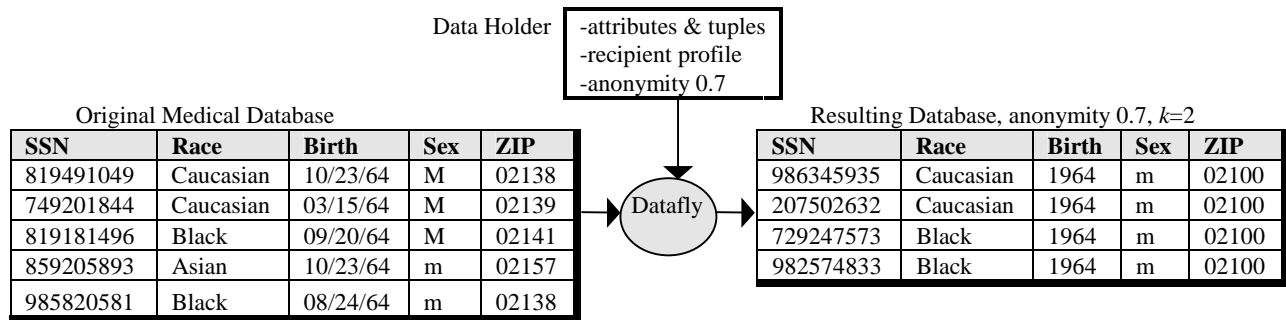 Data Holder
-attributes & tuples
-recipient profile
-anonymity 0.7
Original Medical Database
SSN Race Birth Sex ZIP
819491049 Caucasian 10/23/64 M 02138
749201844 Caucasian 03/15/64 M 02139
819181496 Black 09/20/64 M 02141
859205893 Asian 10/23/64 m 02157
985820581 Black 08/24/64 m 02138
Datafly
Resulting Database, anonymity 0.7, k=2
SSN Race Birth Sex ZIP
986345935 Caucasian 1964 m 02100
207502632 Caucasian 1964 m 02100
729247573 Black 1964 m 02100
982574833 Black 1964 m 02100